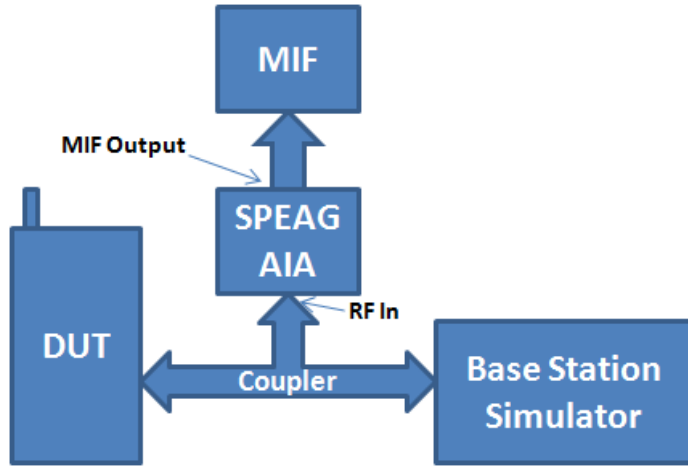 MIF
MIF Output
SPEAG
AIA
RF In
DUT
Coupler
Base Station
Simulator